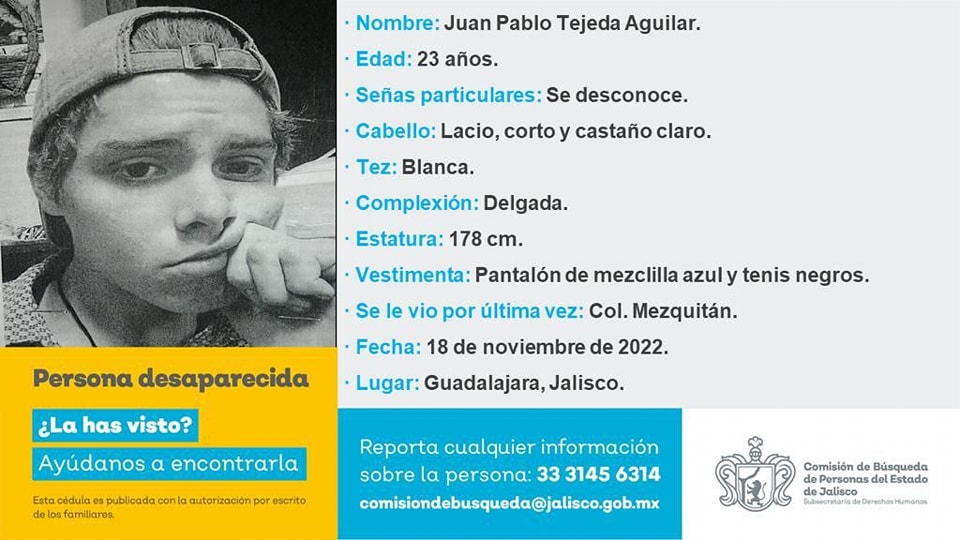 · Nombre: Juan Pablo Tejeda Aguilar.
· Edad: 23 años.
· Señas particulares: Se desconoce.
· Cabello: Lacio, corto y castaño claro.
· Tez: Blanca.
· Complexión: Delgada.
· Estatura: 178 cm.
· Vestimenta: Pantalón de mezclilla azul y tenis negros.
· Se le vio por última vez: Col. Mezquitán.
· Fecha: 18 de noviembre de 2022.
· Lugar: Guadalajara, Jalisco.
Persona desaparecida
¿La has visto?
Ayúdanos a encontrarla
Esta cédula es publicada con la autorización por escrito
de los familiares.
Reporta cualquier información
sobre la persona: 33 3145 6314
comisiondebusqueda@jalisco.gob.mx
Comisión de Búsqueda
de Personas del Estado
de Jalisco
Subsecretaría de Derechos Humanos